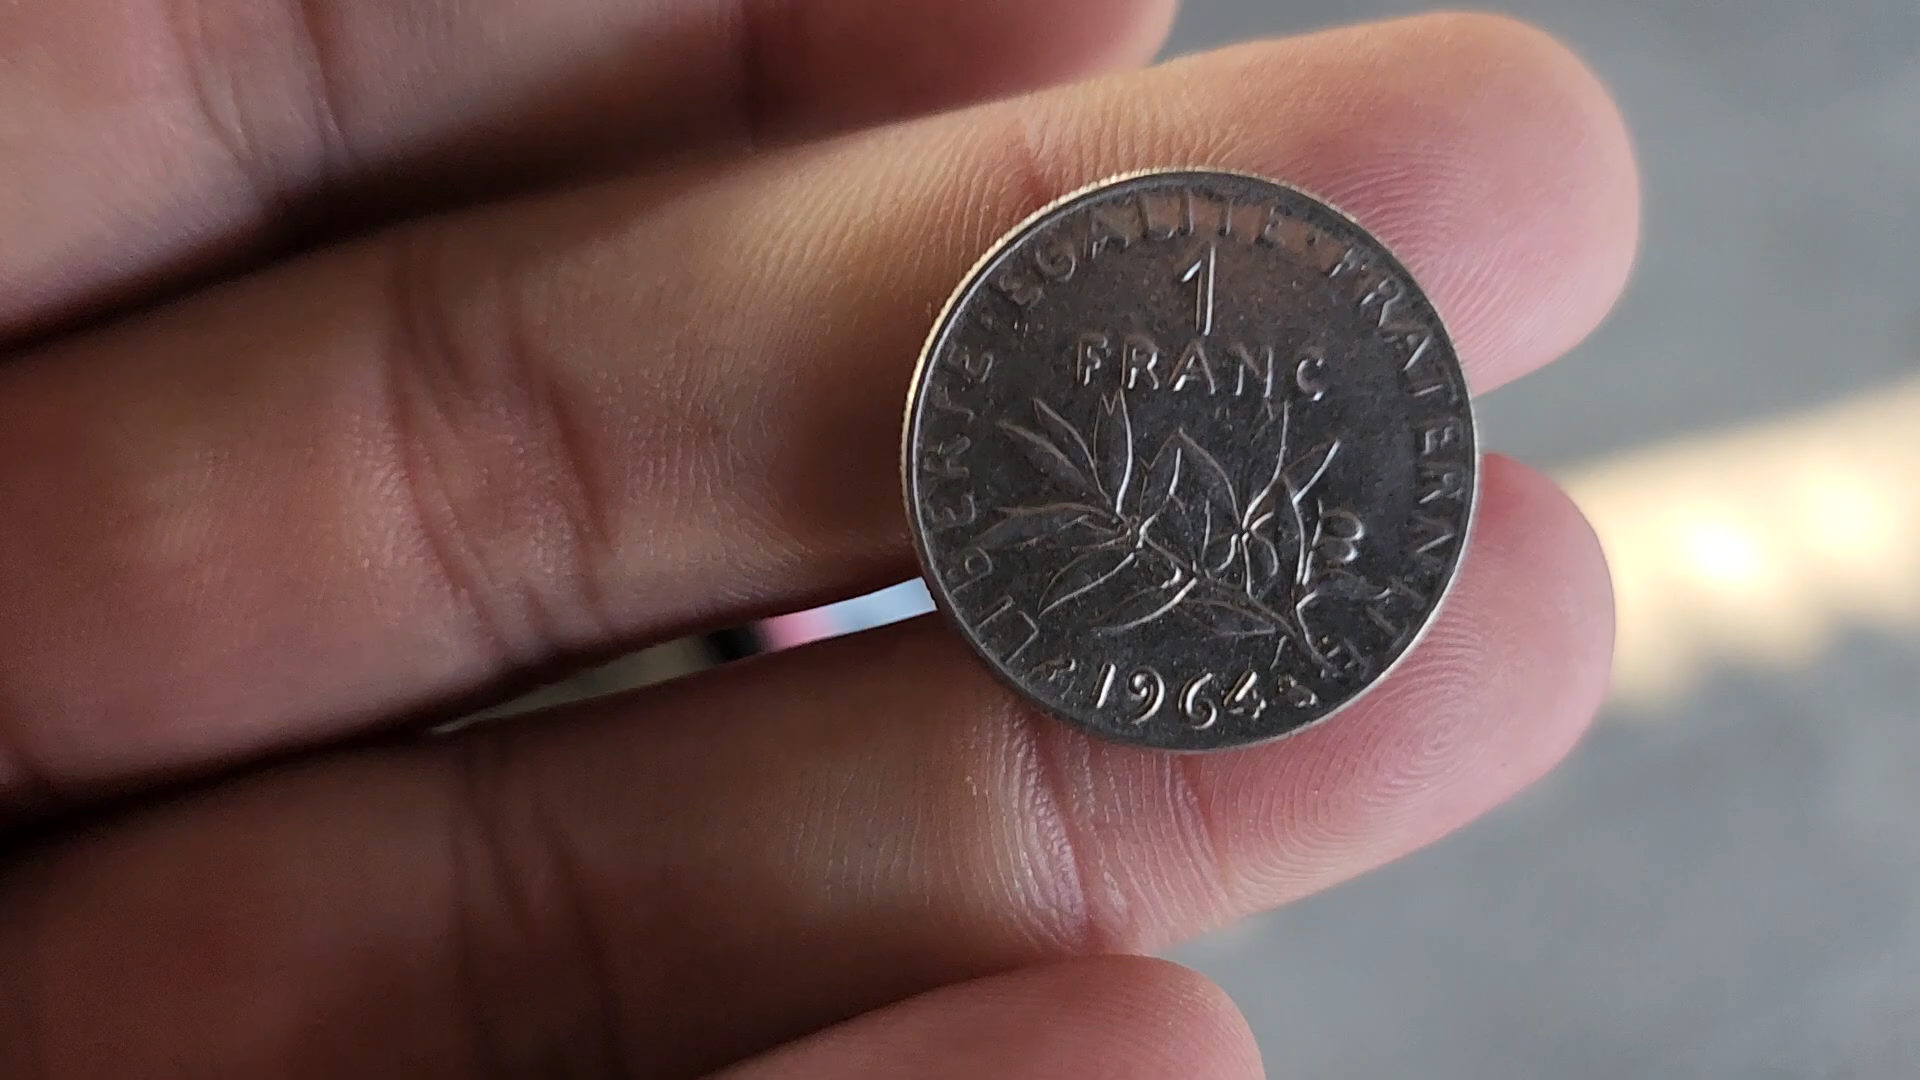 LIBERTE · EGALITE · FRATERNITE
1
FRANC
1964